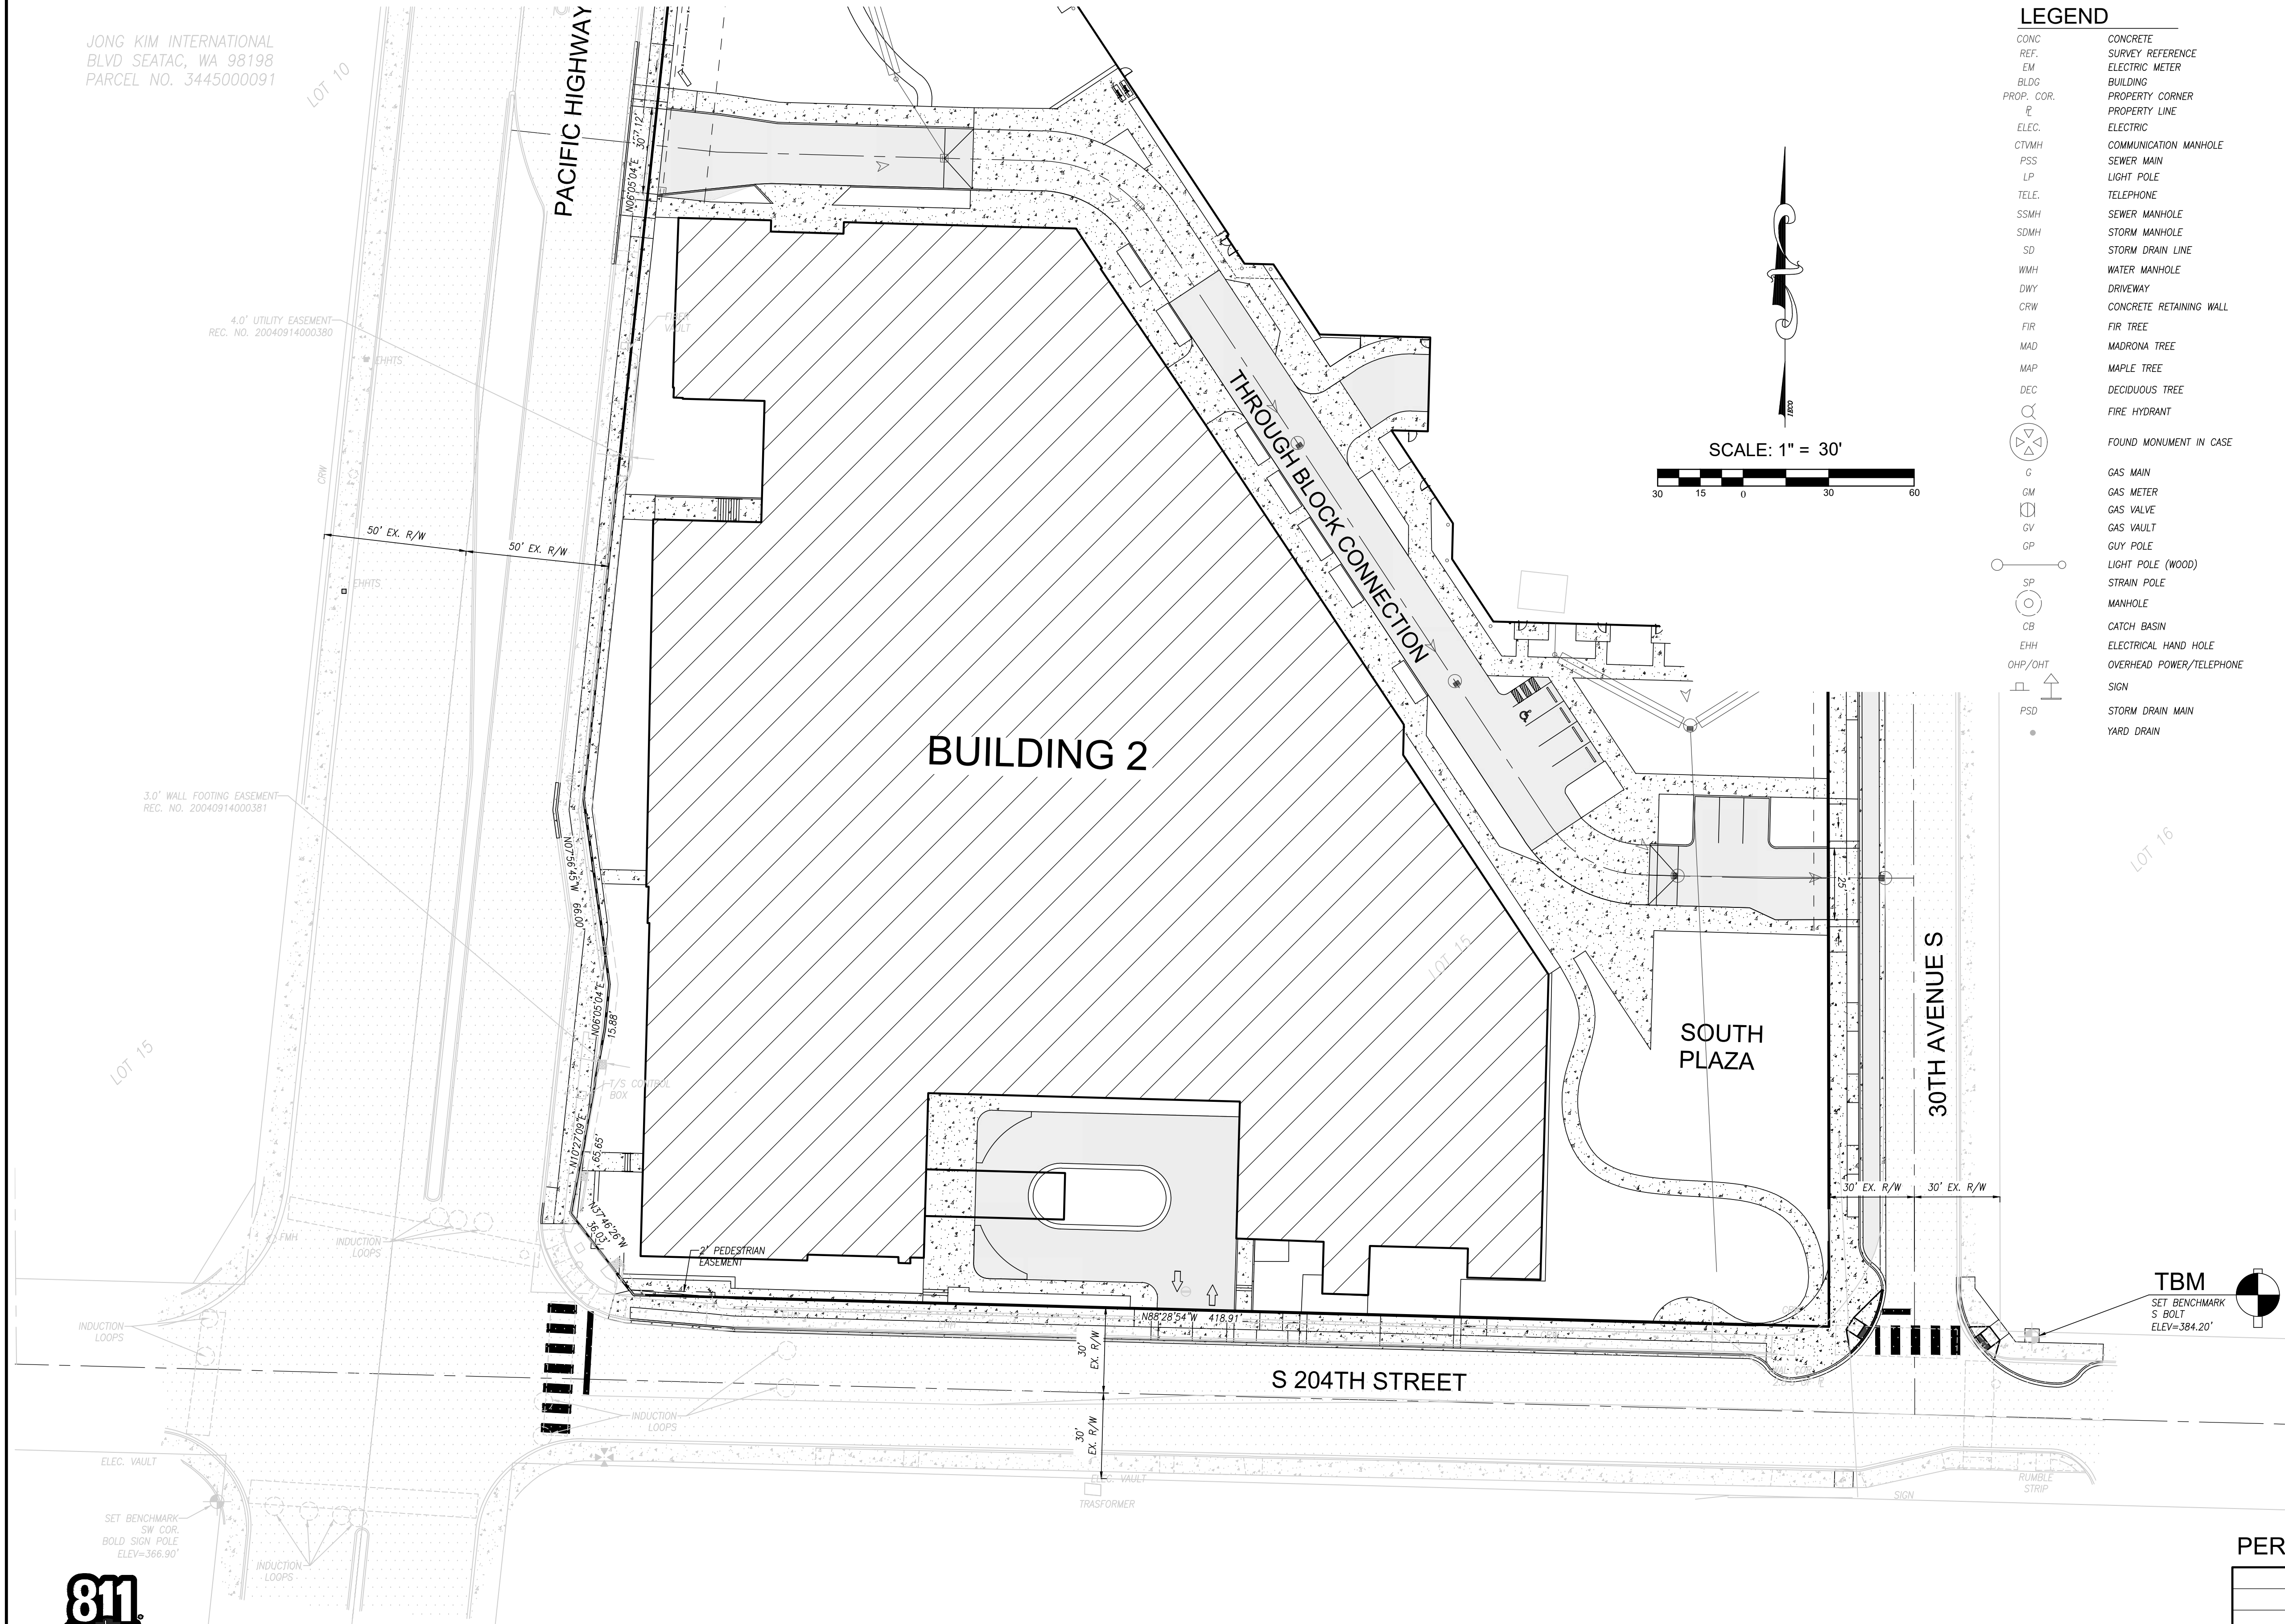 JONG KIM INTERNATIONAL
BLVD SEATAC, WA 98198
PARCEL NO. 3445000091
LOT 10
PACIFIC HIGHWAY
N06°05'04"E
4.0' UTILITY EASEMENT
REC. NO. 20040914000380
EHHTS
VAULT
CRW
50' EX. R/W
50' EX. R/W
EHHTS
THROUGH BLOCK CONNECTION
BUILDING 2
3.0' WALL FOOTING EASEMENT
REC. NO. 20040914000381
N07°56'45"W 66.00'
N06°05'04"E
15.88'
LOT 15
T/S CONTROL
BOX
N10°27'09"E
65.65'
N37°46'26"W
36.03'
FMH
INDUCTION
LOOPS
2' PEDESTRIAN
EASEMENT
INDUCTION
LOOPS
EHH
N88°28'54"W 418.91'
30'
EX. R/W
S 204TH STREET
INDUCTION
LOOPS
30'
EX. R/W
ELEC. VAULT
ELEC. VAULT
TRASFORMER
SET BENCHMARK
SW COR.
BOLD SIGN POLE
ELEV=366.90'
INDUCTION
LOOPS
811
LOT 15
SOUTH
PLAZA
25'
30TH AVENUE S
LOT 16
30' EX. R/W
30' EX. R/W
TBM
SET BENCHMARK
S BOLT
ELEV=384.20'
RUMBLE
STRIP
SIGN
PER
SCALE: 1" = 30'
30 15 0 30 60
LEGEND
CONC CONCRETE
REF. SURVEY REFERENCE
EM ELECTRIC METER
BLDG BUILDING
PROP. COR. PROPERTY CORNER
PL PROPERTY LINE
ELEC. ELECTRIC
CTVMH COMMUNICATION MANHOLE
PSS SEWER MAIN
LP LIGHT POLE
TELE. TELEPHONE
SSMH SEWER MANHOLE
SDMH STORM MANHOLE
SD STORM DRAIN LINE
WMH WATER MANHOLE
DWY DRIVEWAY
CRW CONCRETE RETAINING WALL
FIR FIR TREE
MAD MADRONA TREE
MAP MAPLE TREE
DEC DECIDUOUS TREE
FIRE HYDRANT
FOUND MONUMENT IN CASE
G GAS MAIN
GM GAS METER
GAS VALVE
GV GAS VAULT
GP GUY POLE
LIGHT POLE (WOOD)
SP STRAIN POLE
MANHOLE
CB CATCH BASIN
EHH ELECTRICAL HAND HOLE
OHP/OHT OVERHEAD POWER/TELEPHONE
SIGN
PSD STORM DRAIN MAIN
YARD DRAIN